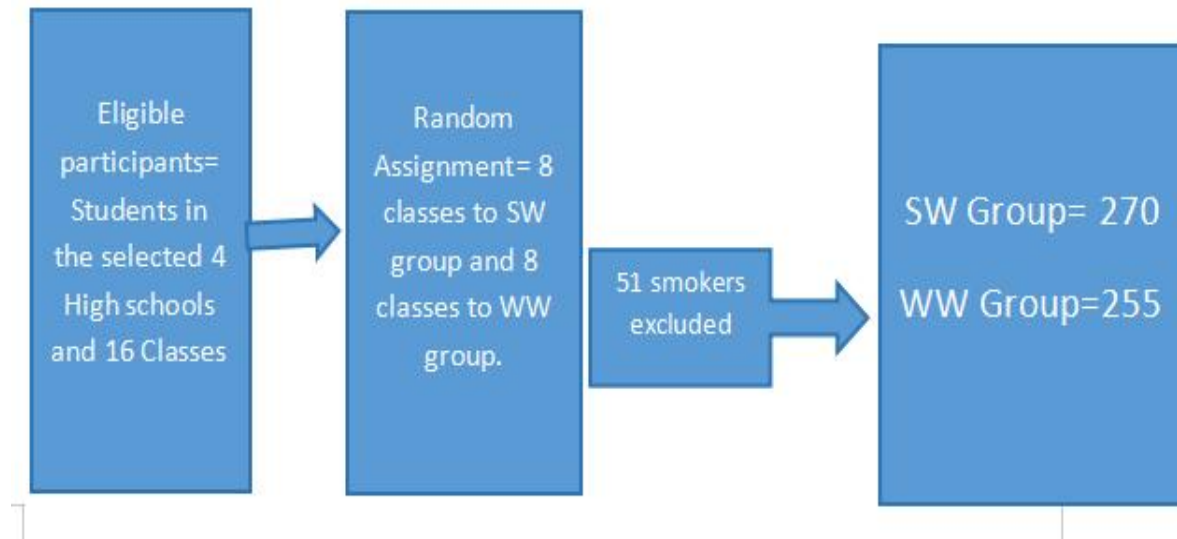 Eligible
participants=
Students in
the selected 4
High schools
and 16 Classes
Random
Assignment= 8
classes to SW
group and 8
classes to WW
group.
51 smokers
excluded
SW Group= 270
WW Group=255